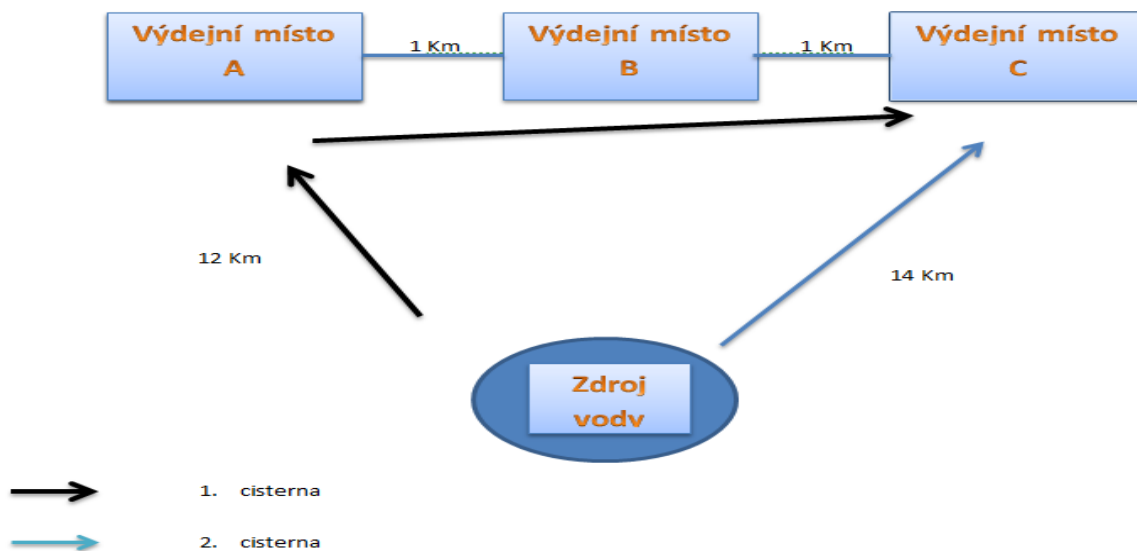 Výdejní místo
A
1 Km
Výdejní místo
B
1 Km
Výdejní místo
C
12 Km
14 Km
Zdroj
vody
1. cisterna
2. cisterna